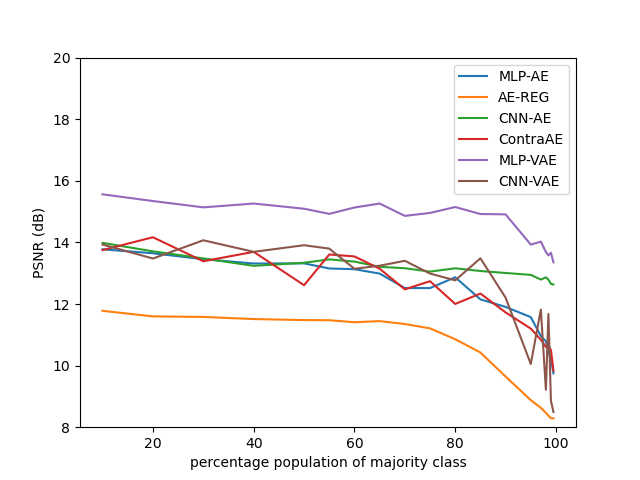 20
18
16
14
12
10
8
PSNR (dB)
MLP-AE
AE-REG
CNN-AE
ContraAE
MLP-VAE
CNN-VAE
20 40 60 80 100
percentage population of majority class